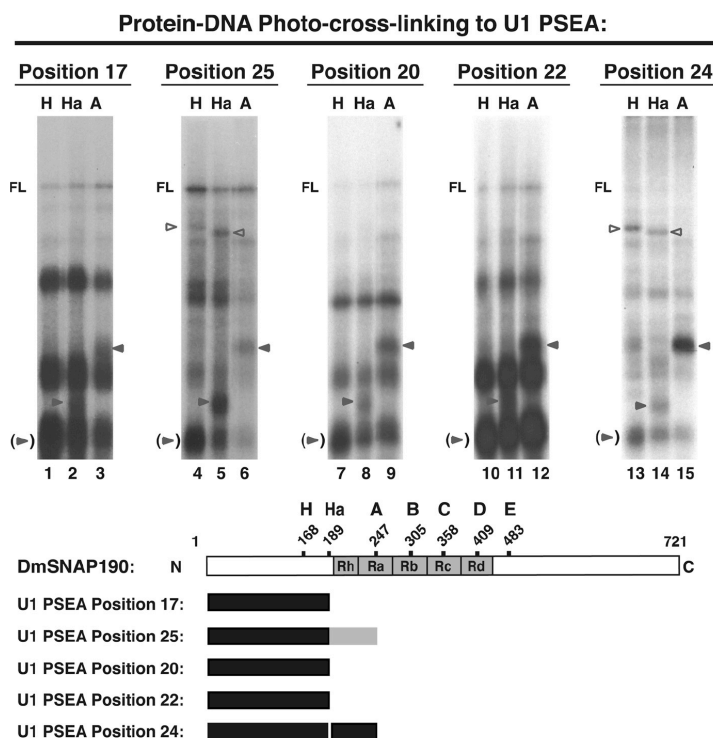 Protein-DNA Photo-cross-linking to U1 PSEA:
Position 17 Position 25 Position 20 Position 22 Position 24
H Ha A H Ha A H Ha A H Ha A H Ha A
FL FL FL FL FL
( ) ( ) ( ) ( ) ( )
1 2 3 4 5 6 7 8 9 10 11 12 13 14 15
H Ha A B C D E
1 168 189 247 305 358 409 483 721
DmSNAP190: N Rh Ra Rb Rc Rd C
U1 PSEA Position 17:
U1 PSEA Position 25:
U1 PSEA Position 20:
U1 PSEA Position 22:
U1 PSEA Position 24: